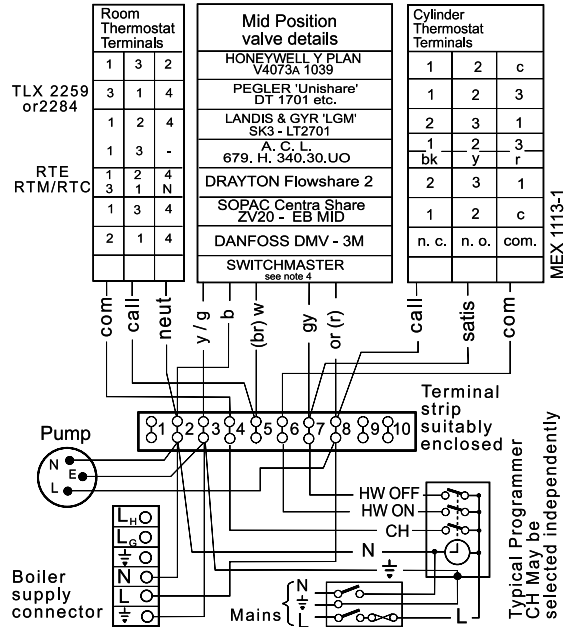 Room Thermostat Terminals
Mid Position valve details
Cylinder Thermostat Terminals
1 3 2
HONEYWELL Y PLAN V4073A 1039
1 2 c
TLX 2259 or2284
3 1 4
PEGLER 'Unishare' DT 1701 etc.
1 2 3
1 2 4
LANDIS & GYR 'LGM' SK3 - LT2701
2 3 1
1 3 -
A. C. L. 679. H. 340.30.UO
1 2 3
bk y r
RTE RTM/RTC
1 2 4
3 1 N
DRAYTON Flowshare 2
2 3 1
1 3 4
SOPAC Centra Share ZV20 - EB MID
1 2 c
2 1 4
DANFOSS DMV - 3M
n. c. n. o. com.
SWITCHMASTER
see note 4
MEX 1113-1
com
call
neut
y / g
b
(br) w
gy
or (r)
call
satis
com
1 2 3 4 5 6 7 8 9 10
Terminal strip suitably enclosed
Pump
N
E
L
HW OFF
HW ON
CH
N
Typical Programmer
CH May be
selected independently
LH
LG
N
L
Boiler supply connector
Mains
N
L
L